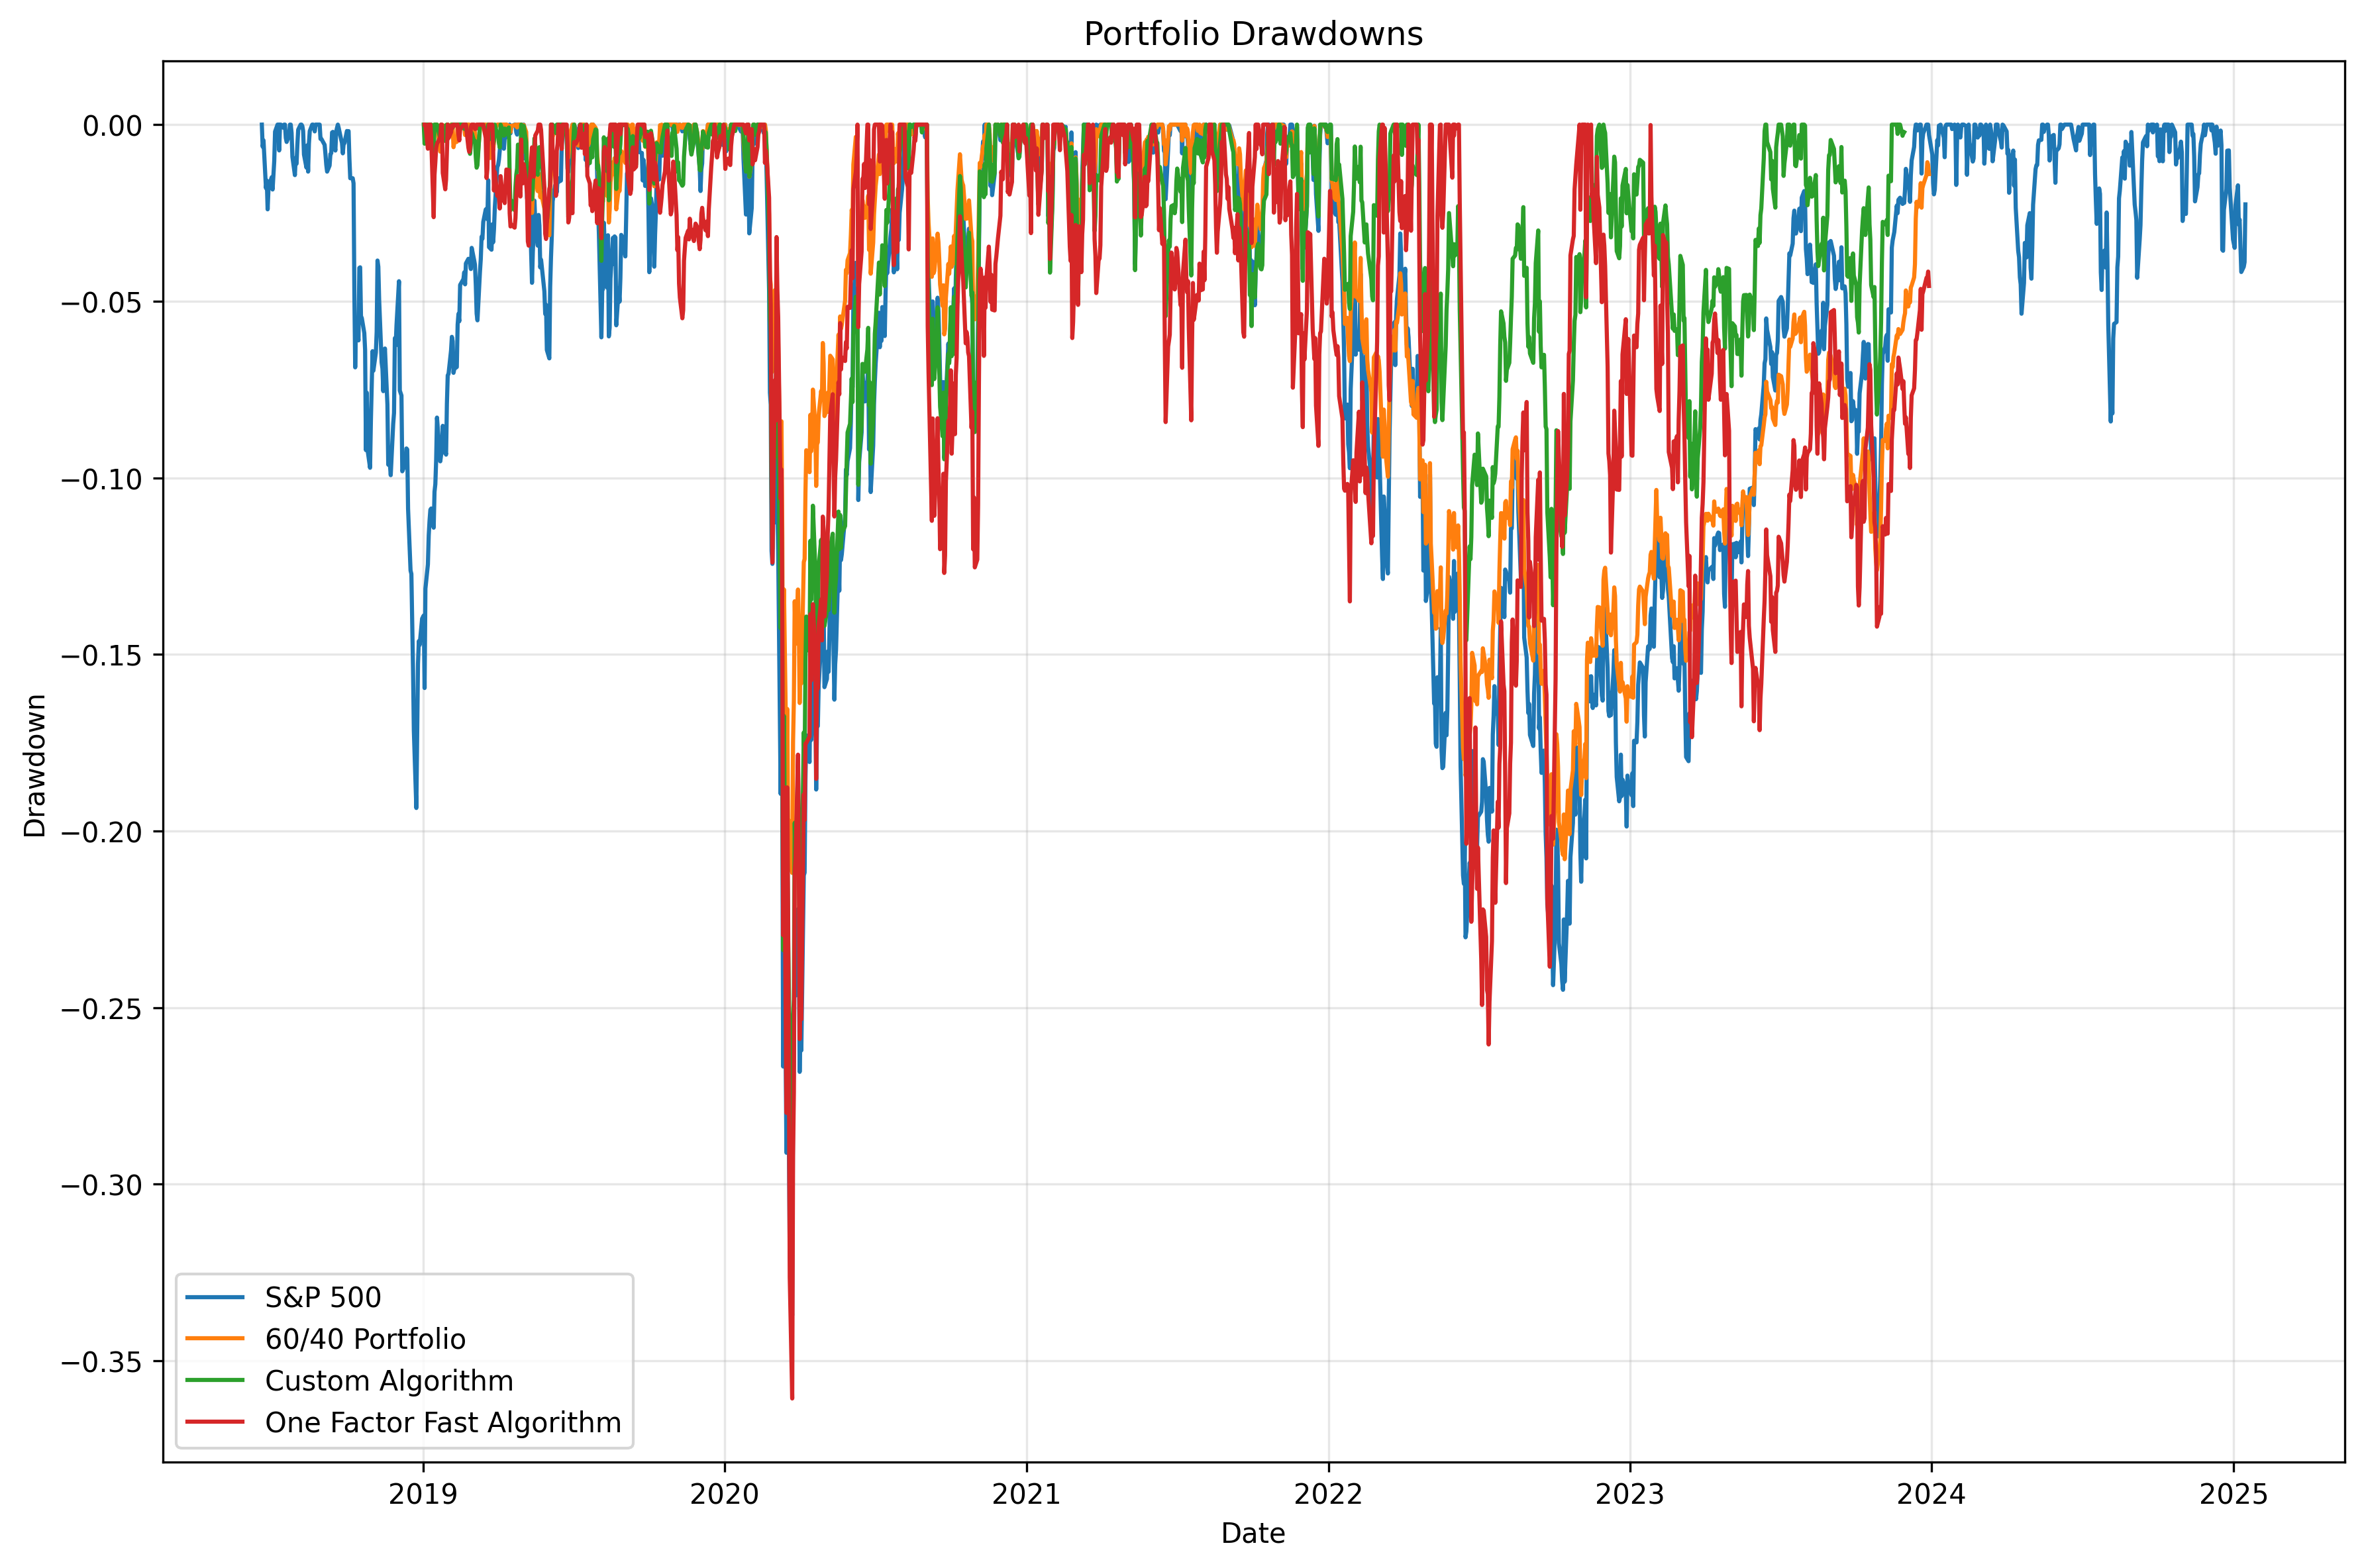 Portfolio Drawdowns
Drawdown
0.00
−0.05
−0.10
−0.15
−0.20
−0.25
−0.30
−0.35
S&P 500
60/40 Portfolio
Custom Algorithm
One Factor Fast Algorithm
2019 2020 2021 2022 2023 2024 2025
Date